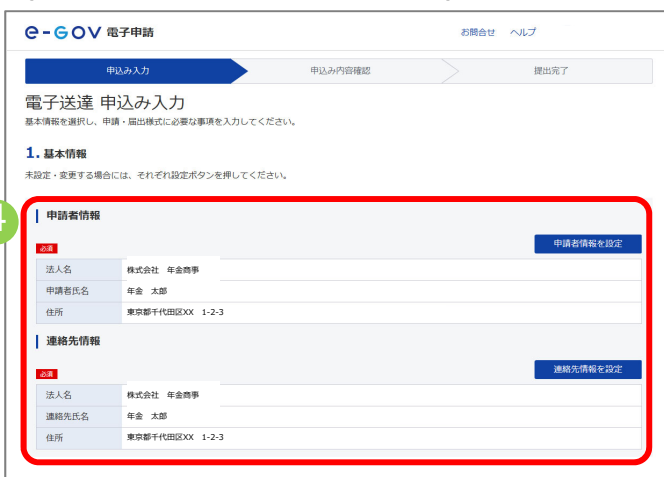 e-GOV 電子申請
お問合せ ヘルプ
申込み入力 申込み内容確認 提出完了
電子送達 申込み入力
基本情報を選択し、申請・届出様式に必要な事項を入力してください。
1. 基本情報
未設定・変更する場合には、それぞれ設定ボタンを押してください。
申請者情報
必須
申請者情報を設定
法人名 株式会社 年金商事
申請者氏名 年金 太郎
住所 東京都千代田区XX 1-2-3
連絡先情報
必須
連絡先情報を設定
法人名 株式会社 年金商事
連絡先氏名 年金 太郎
住所 東京都千代田区XX 1-2-3